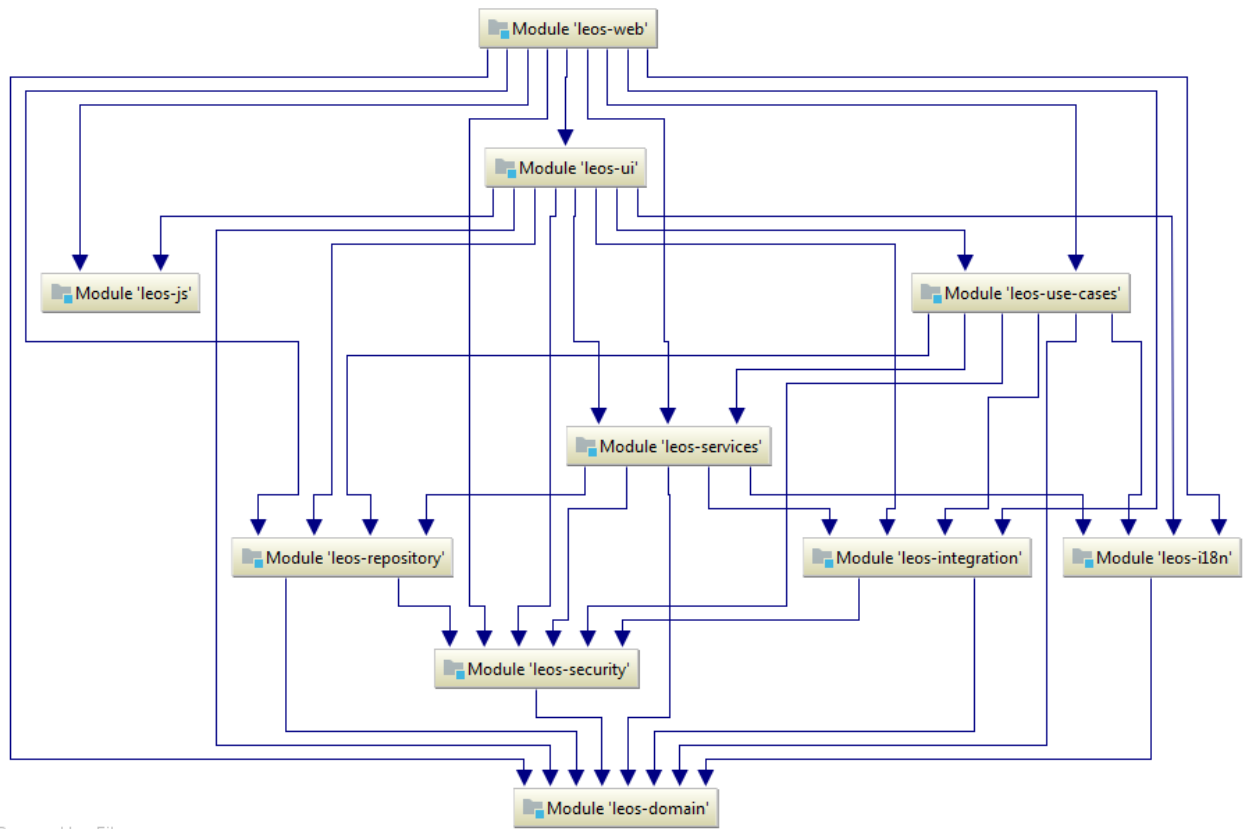 Module 'leos-web'
Module 'leos-ui'
Module 'leos-js'
Module 'leos-use-cases'
Module 'leos-services'
Module 'leos-repository'
Module 'leos-integration'
Module 'leos-i18n'
Module 'leos-security'
Module 'leos-domain'